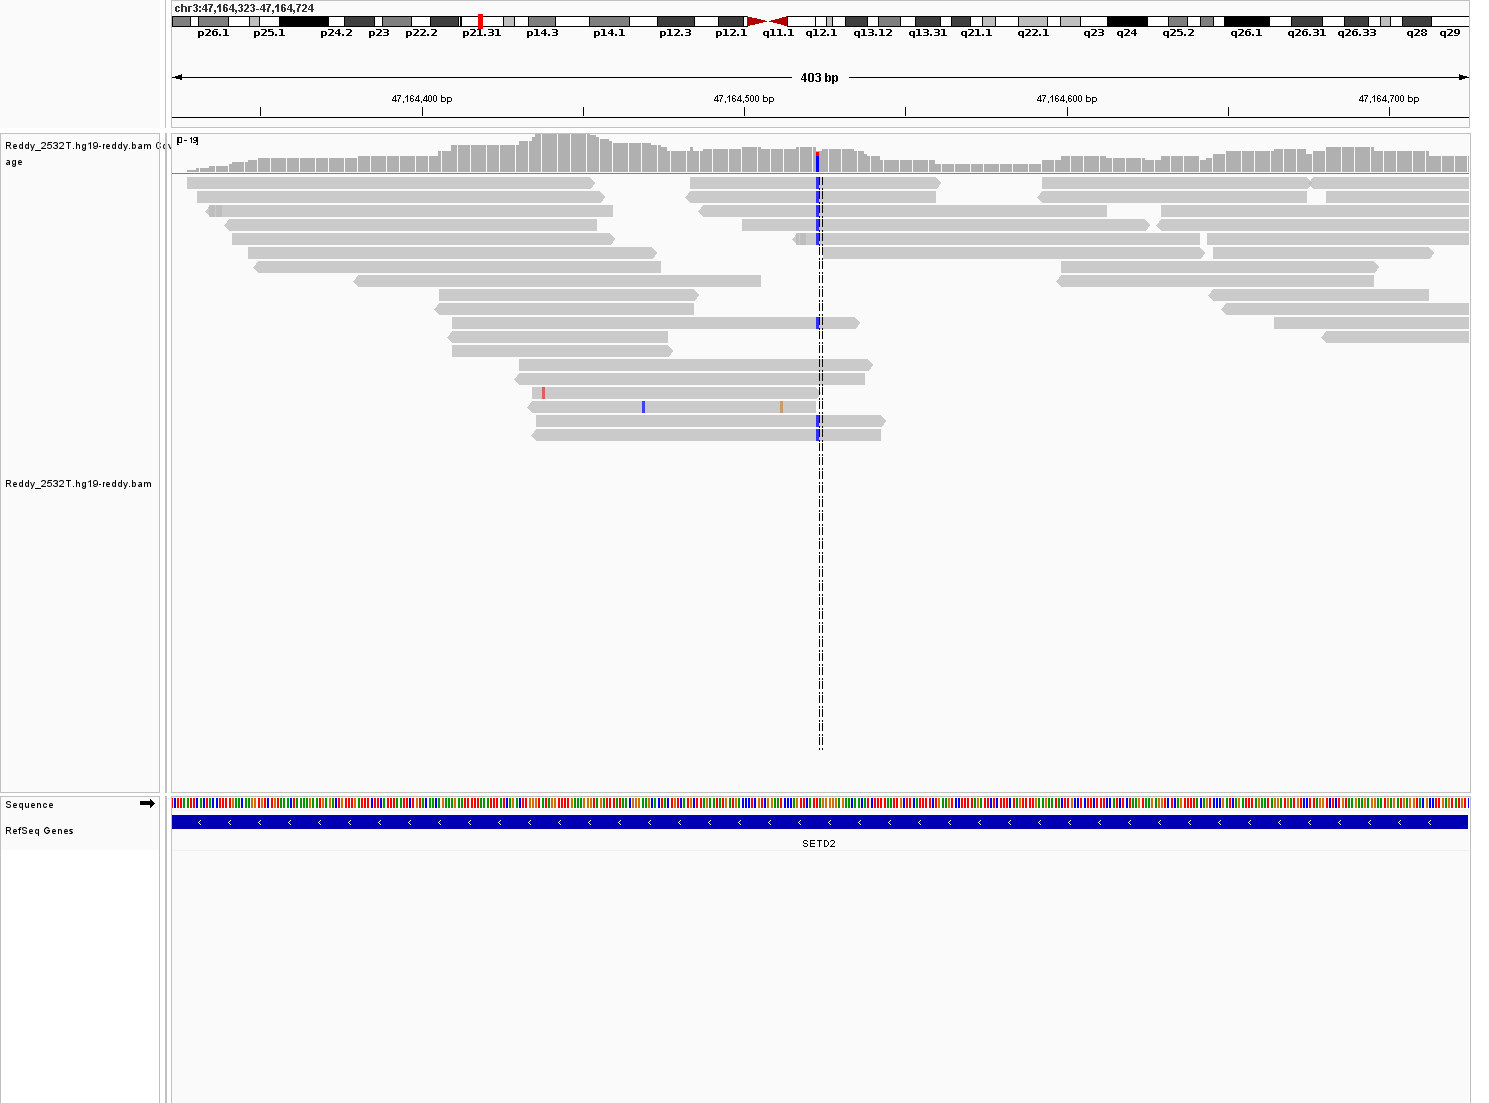 chr3:47,164,323-47,164,724
p26.1 p25.1 p24.2 p23 p22.2 p21.31 p14.3 p14.1 p12.3 p12.1 q11.1 q12.1 q13.12 q13.31 q21.1 q22.1 q23 q24 q25.2 q26.1 q26.31 q26.33 q28 q29
403 bp
47,164,400 bp 47,164,500 bp 47,164,600 bp 47,164,700 bp
[0 - 19]
Reddy_2532T.hg19-reddy.bam Cov
age
Reddy_2532T.hg19-reddy.bam
Sequence
RefSeq Genes
SETD2